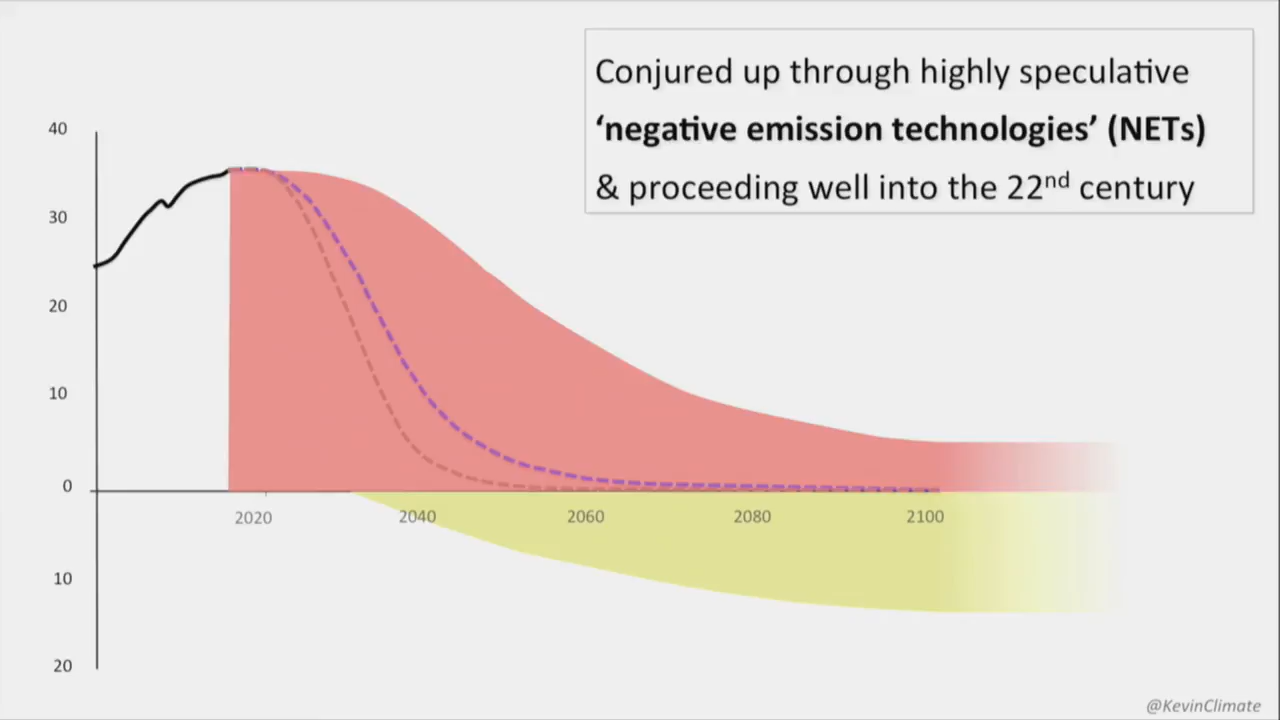 Conjured up through highly speculative
‘negative emission technologies’ (NETs)
& proceeding well into the 22nd century
40
30
20
10
0
2020 2040 2060 2080 2100
10
20
@KevinClimate